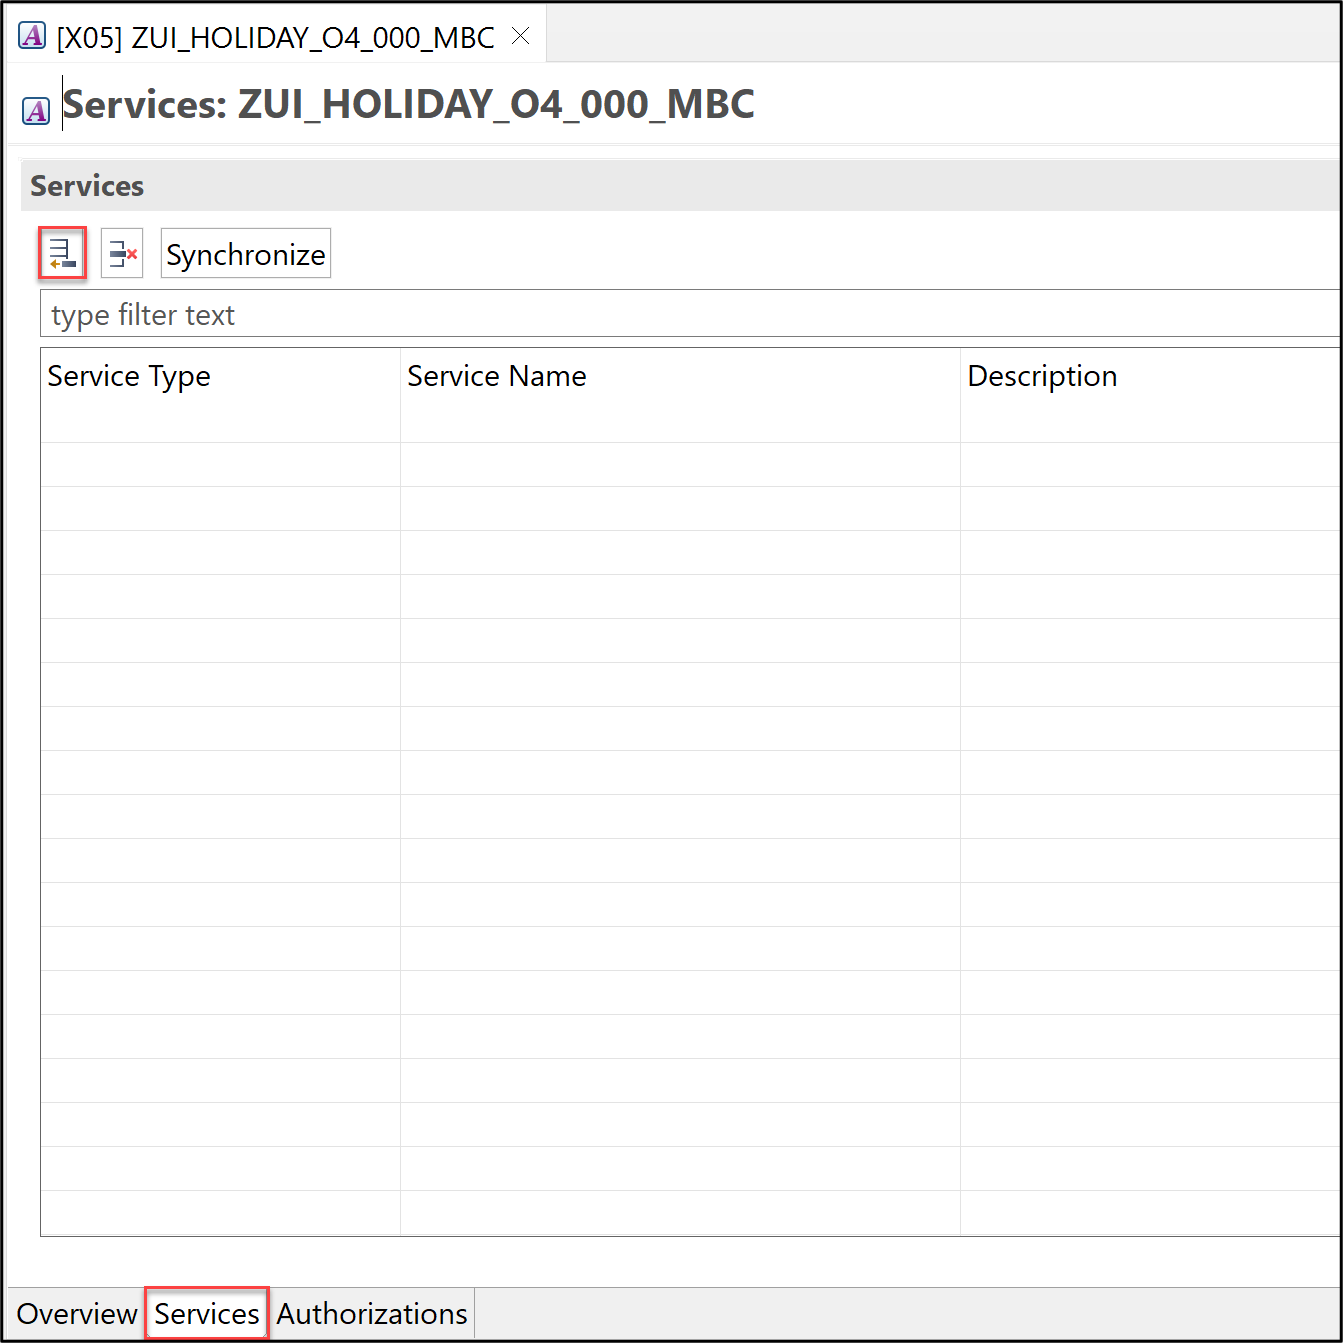 [X05] ZUI_HOLIDAY_O4_000_MBC
Services: ZUI_HOLIDAY_O4_000_MBC
Services
Synchronize
type filter text
Service Type Service Name Description
Overview Services Authorizations